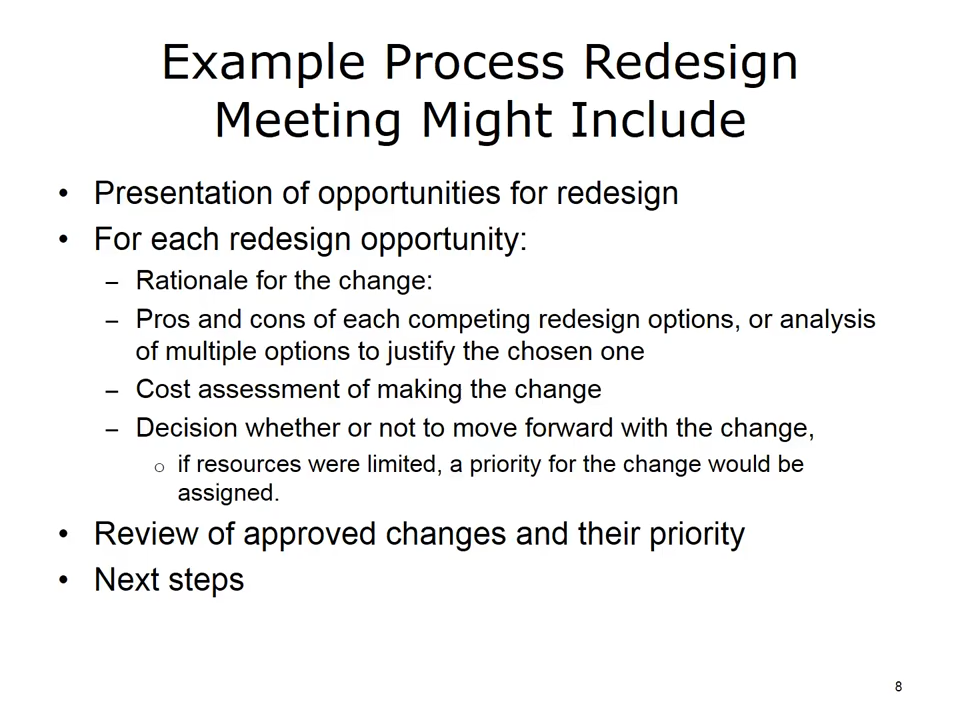 Example Process Redesign
Meeting Might Include
• Presentation of opportunities for redesign
• For each redesign opportunity:
– Rationale for the change:
– Pros and cons of each competing redesign options, or analysis
of multiple options to justify the chosen one
– Cost assessment of making the change
– Decision whether or not to move forward with the change,
○ if resources were limited, a priority for the change would be
assigned.
• Review of approved changes and their priority
• Next steps
8